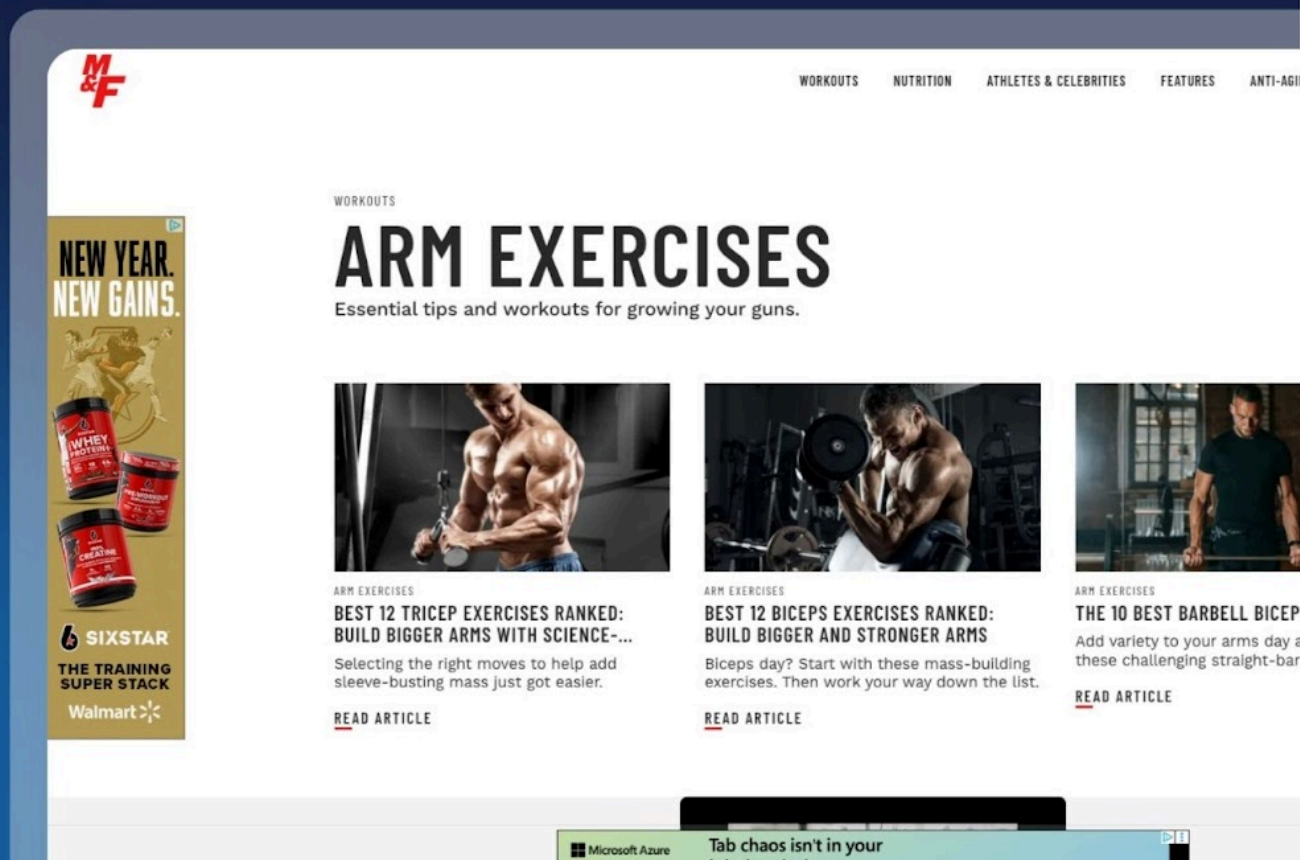 M&F
WORKOUTS NUTRITION ATHLETES & CELEBRITIES FEATURES ANTI-AGI
WORKOUTS
ARM EXERCISES
Essential tips and workouts for growing your guns.
NEW YEAR.
NEW GAINS.
WHEY
PROTEIN+
PRE-WORKOUT
100%
CREATINE
SIXSTAR
THE TRAINING
SUPER STACK
Walmart
ARM EXERCISES
BEST 12 TRICEP EXERCISES RANKED:
BUILD BIGGER ARMS WITH SCIENCE-...
Selecting the right moves to help add
sleeve-busting mass just got easier.
READ ARTICLE
ARM EXERCISES
BEST 12 BICEPS EXERCISES RANKED:
BUILD BIGGER AND STRONGER ARMS
Biceps day? Start with these mass-building
exercises. Then work your way down the list.
READ ARTICLE
ARM EXERCISES
THE 10 BEST BARBELL BICEP
Add variety to your arms day a
these challenging straight-bar
READ ARTICLE
Microsoft Azure
Tab chaos isn't in your